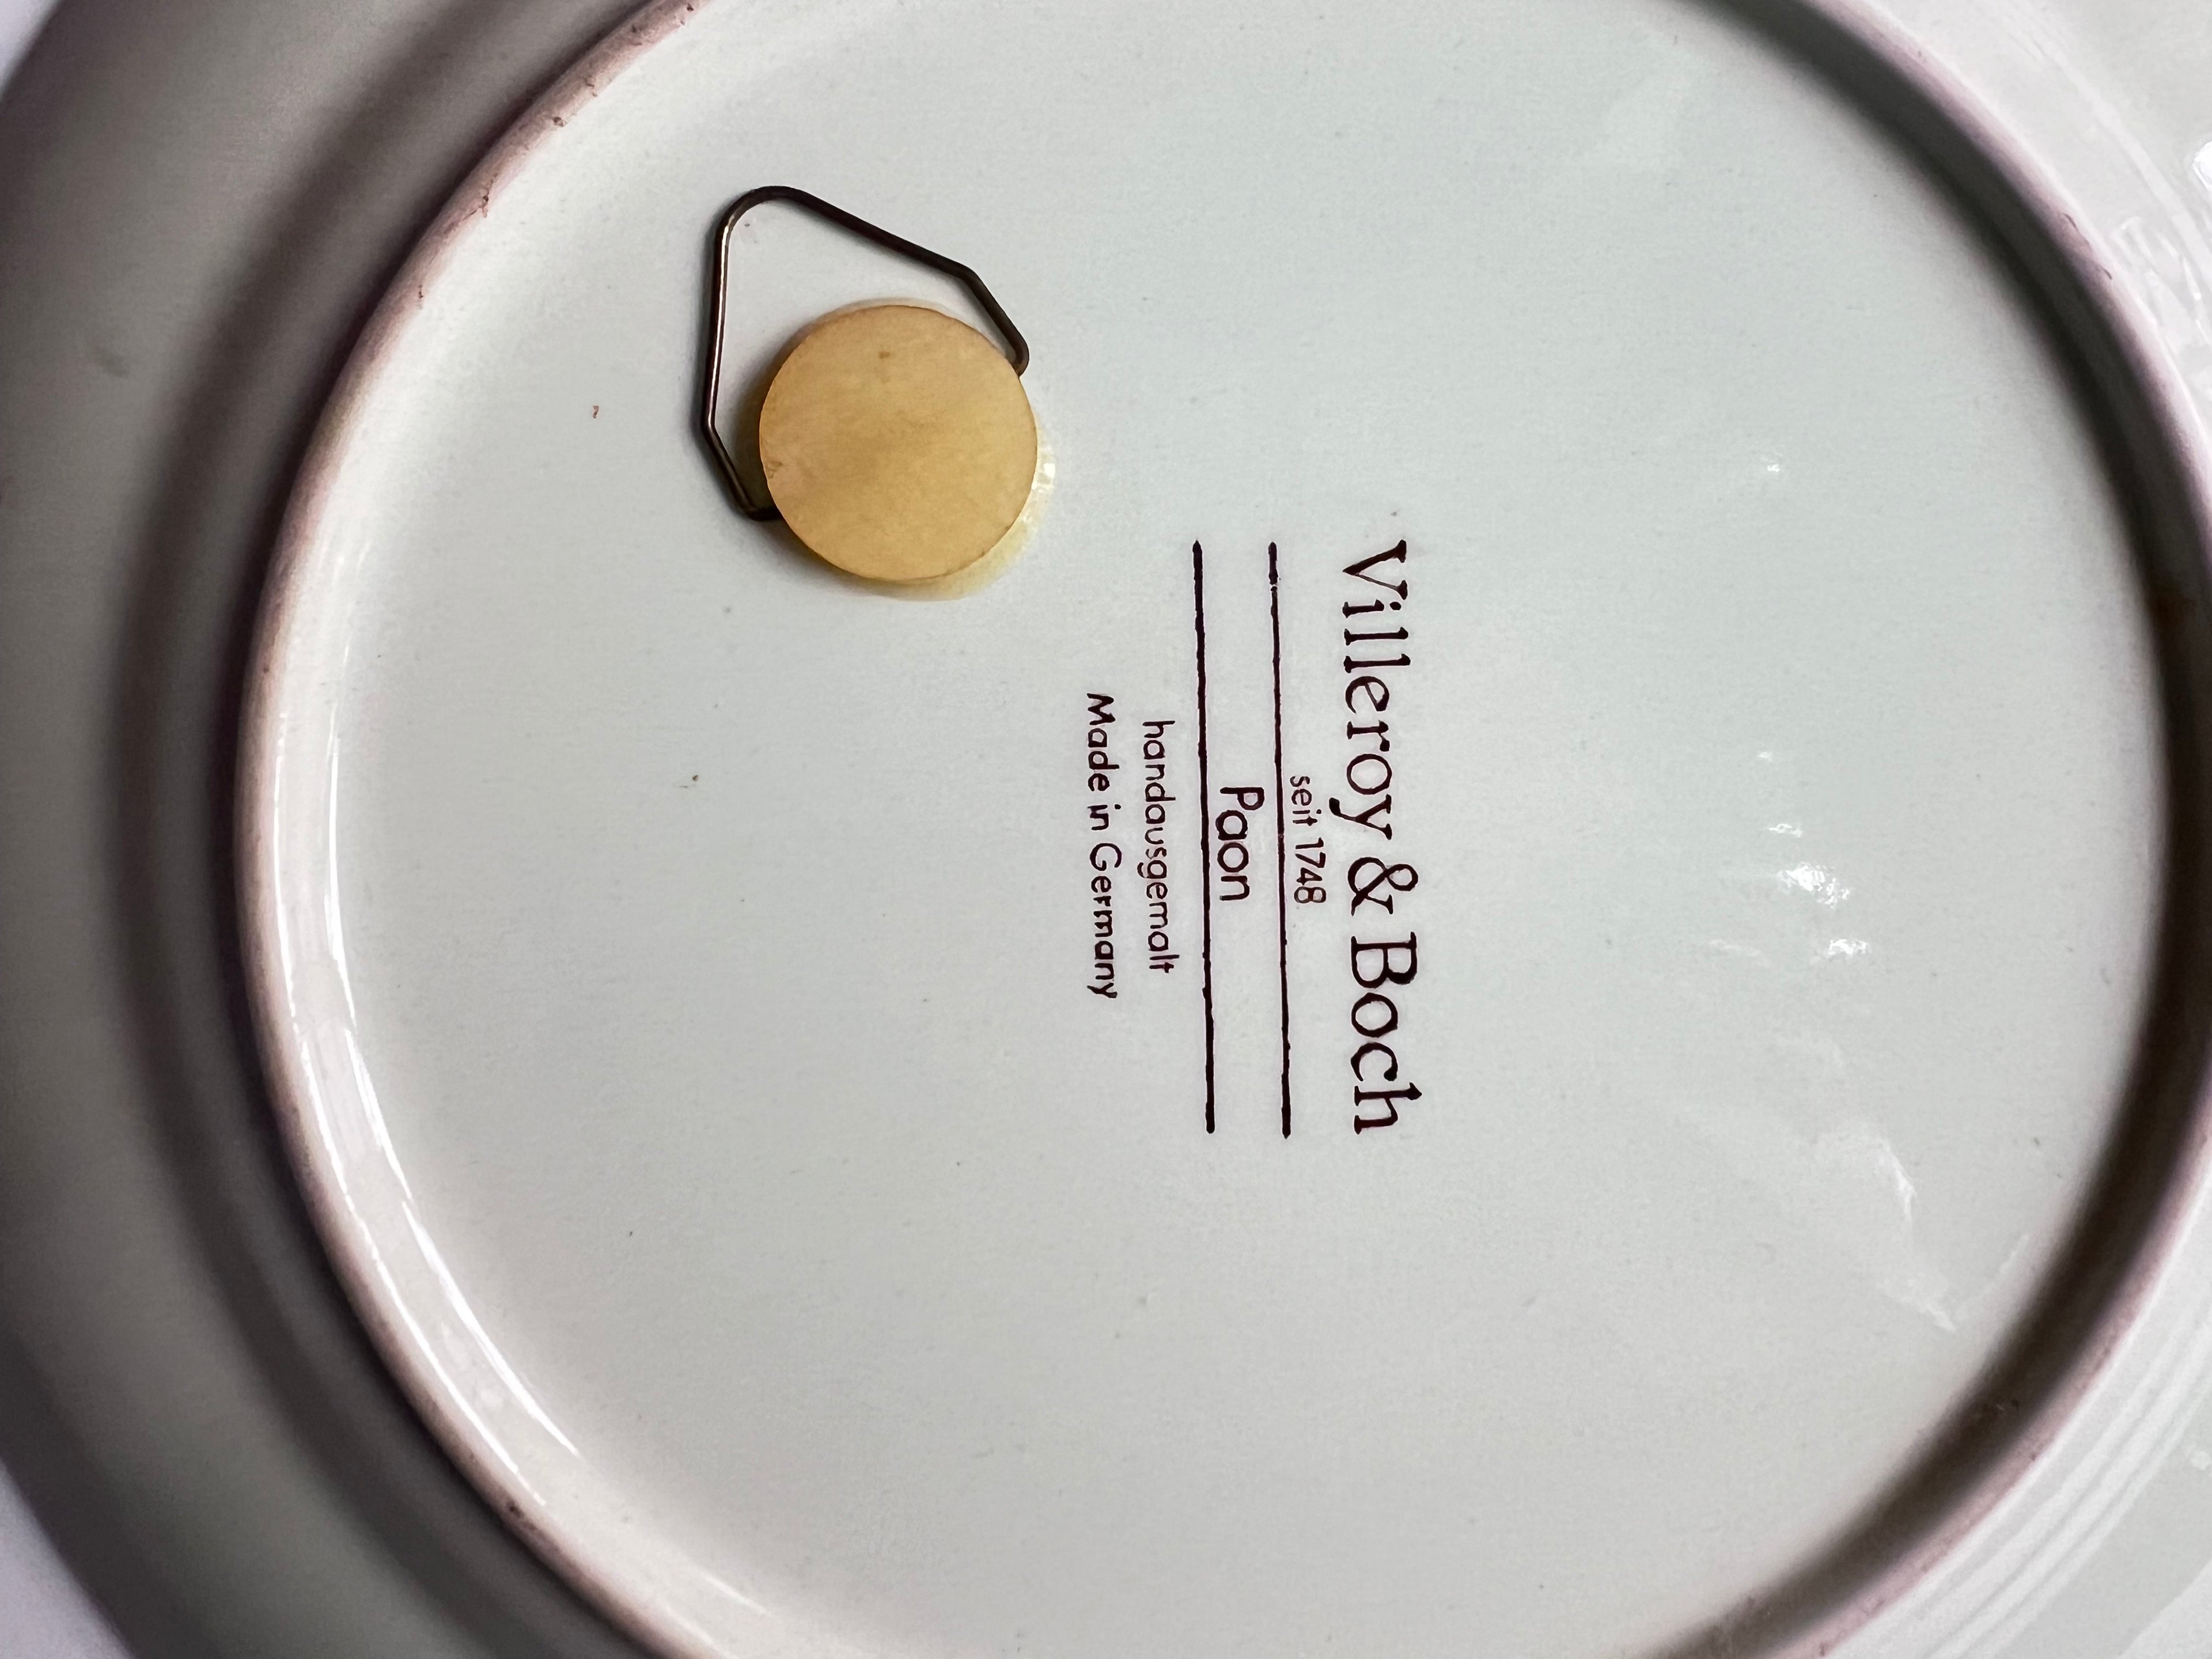 Villeroy & Boch
seit 1748
Paon
handausgemalt
Made in Germany